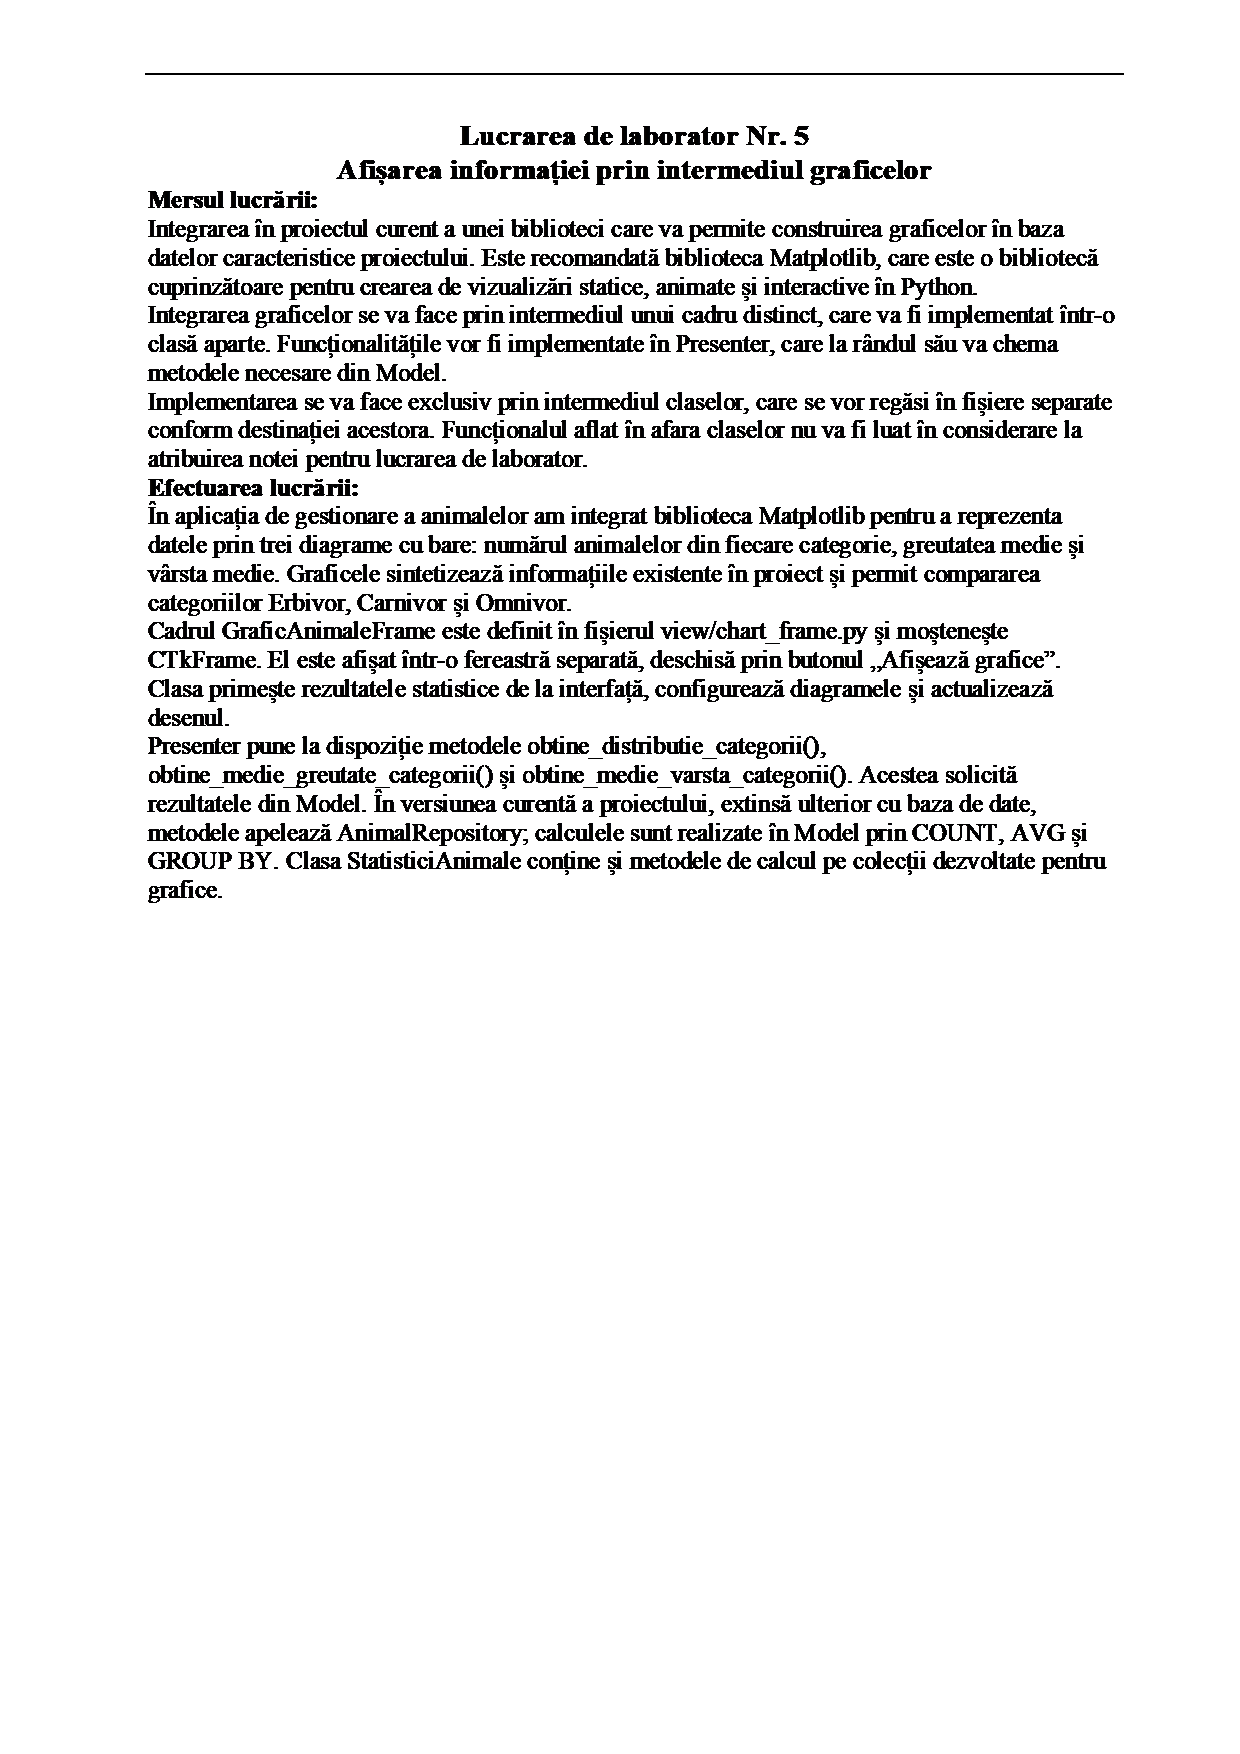 Lucrarea de laborator Nr. 5
Afișarea informației prin intermediul graficelor
Mersul lucrării:
Integrarea în proiectul curent a unei biblioteci care va permite construirea graficelor în baza
datelor caracteristice proiectului. Este recomandată biblioteca Matplotlib, care este o bibliotecă
cuprinzătoare pentru crearea de vizualizări statice, animate și interactive în Python.
Integrarea graficelor se va face prin intermediul unui cadru distinct, care va fi implementat într-o
clasă aparte. Funcționalitățile vor fi implementate în Presenter, care la rândul său va chema
metodele necesare din Model.
Implementarea se va face exclusiv prin intermediul claselor, care se vor regăsi în fișiere separate
conform destinației acestora. Funcționalul aflat în afara claselor nu va fi luat în considerare la
atribuirea notei pentru lucrarea de laborator.
Efectuarea lucrării:
În aplicația de gestionare a animalelor am integrat biblioteca Matplotlib pentru a reprezenta
datele prin trei diagrame cu bare: numărul animalelor din fiecare categorie, greutatea medie și
vârsta medie. Graficele sintetizează informațiile existente în proiect și permit compararea
categoriilor Erbivor, Carnivor și Omnivor.
Cadrul GraficAnimaleFrame este definit în fișierul view/chart_frame.py și moștenește
CTkFrame. El este afișat într-o fereastră separată, deschisă prin butonul „Afișează grafice”.
Clasa primește rezultatele statistice de la interfață, configurează diagramele și actualizează
desenul.
Presenter pune la dispoziție metodele obtine_distributie_categorii(),
obtine_medie_greutate_categorii() și obtine_medie_varsta_categorii(). Acestea solicită
rezultatele din Model. În versiunea curentă a proiectului, extinsă ulterior cu baza de date,
metodele apelează AnimalRepository; calculele sunt realizate în Model prin COUNT, AVG și
GROUP BY. Clasa StatisticiAnimale conține și metodele de calcul pe colecții dezvoltate pentru
grafice.